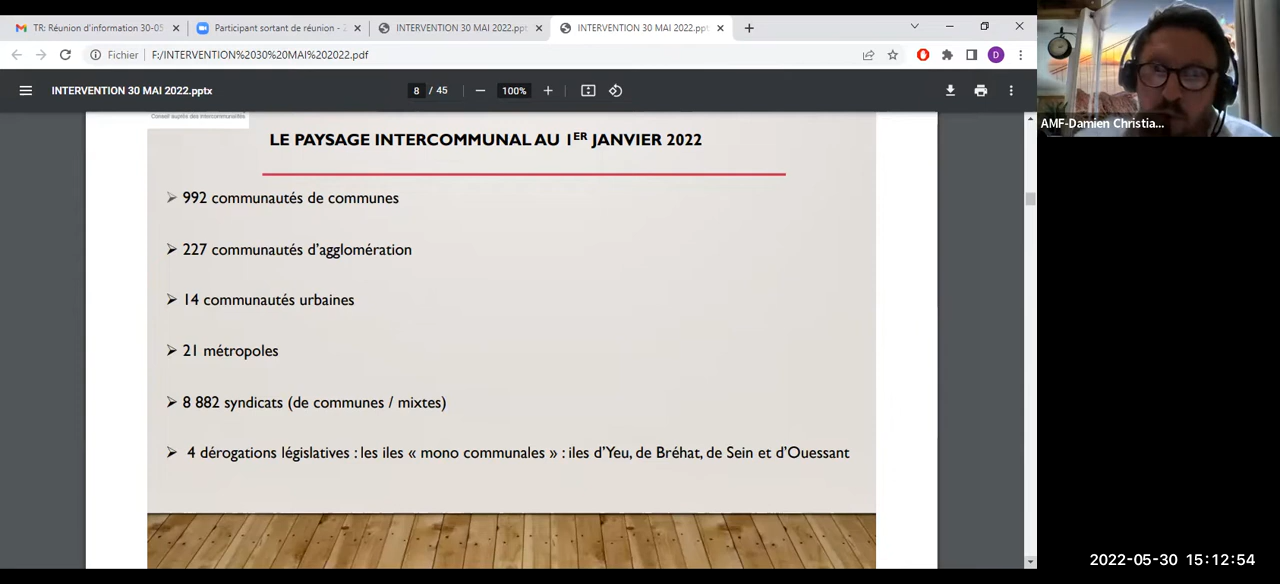 TR: Réunion d'information 30-05
Participant sortant de réunion - Z
INTERVENTION 30 MAI 2022.ppt
INTERVENTION 30 MAI 2022.ppt
Fichier
F:/INTERVENTION%2030%20MAI%202022.pdf
D
INTERVENTION 30 MAI 2022.pptx
8 / 45
100%
AMF-Damien Christia...
Conseil auprès des intercommunalités
LE PAYSAGE INTERCOMMUNAL AU 1ER JANVIER 2022
➢ 992 communautés de communes
➢ 227 communautés d'agglomération
➢ 14 communautés urbaines
➢ 21 métropoles
➢ 8 882 syndicats (de communes / mixtes)
➢ 4 dérogations législatives : les iles « mono communales » : iles d'Yeu, de Bréhat, de Sein et d'Ouessant
2022-05-30 15:12:54